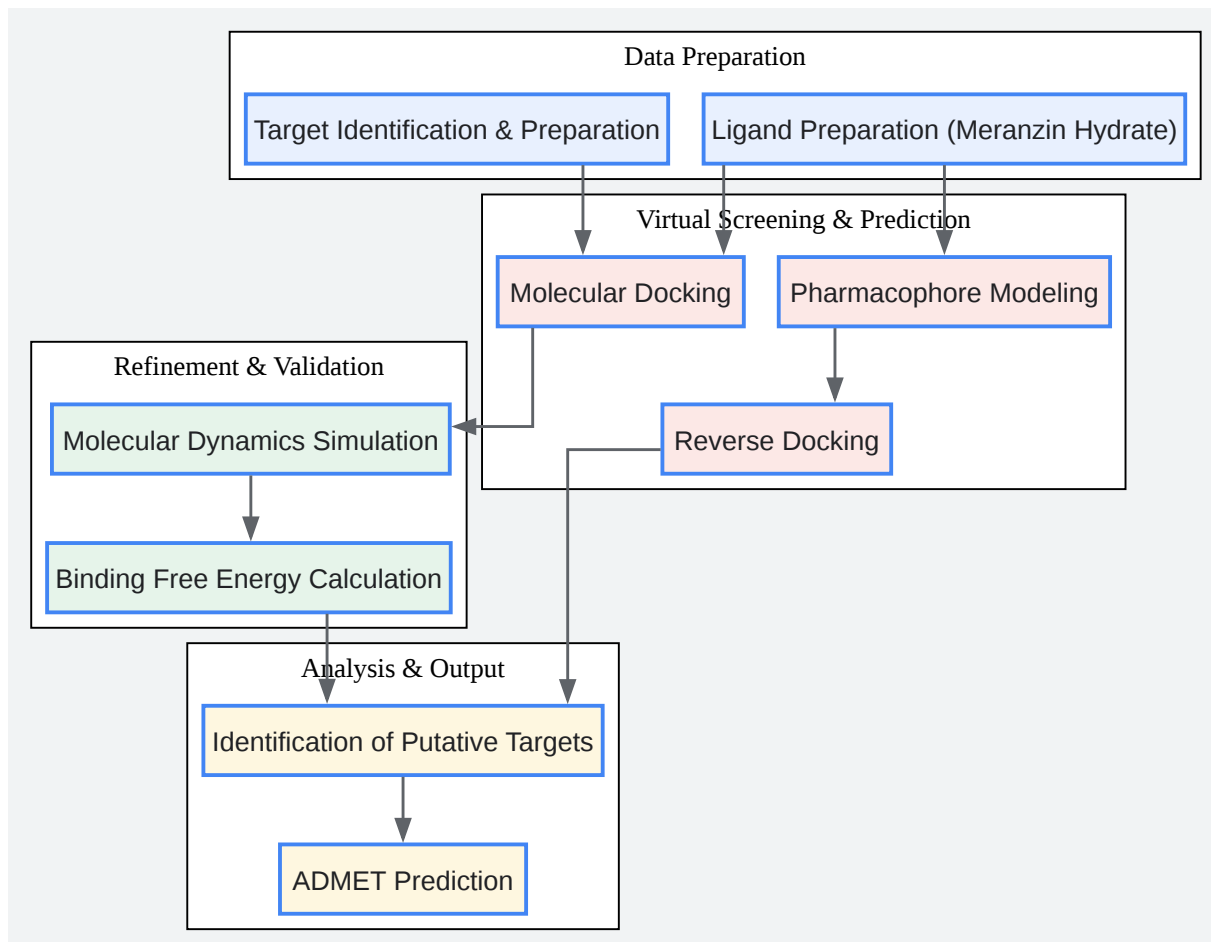 Data Preparation
Target Identification & Preparation
Ligand Preparation (Meranzin Hydrate)
Virtual Screening & Prediction
Molecular Docking
Pharmacophore Modeling
Reverse Docking
Refinement & Validation
Molecular Dynamics Simulation
Binding Free Energy Calculation
Analysis & Output
Identification of Putative Targets
ADMET Prediction